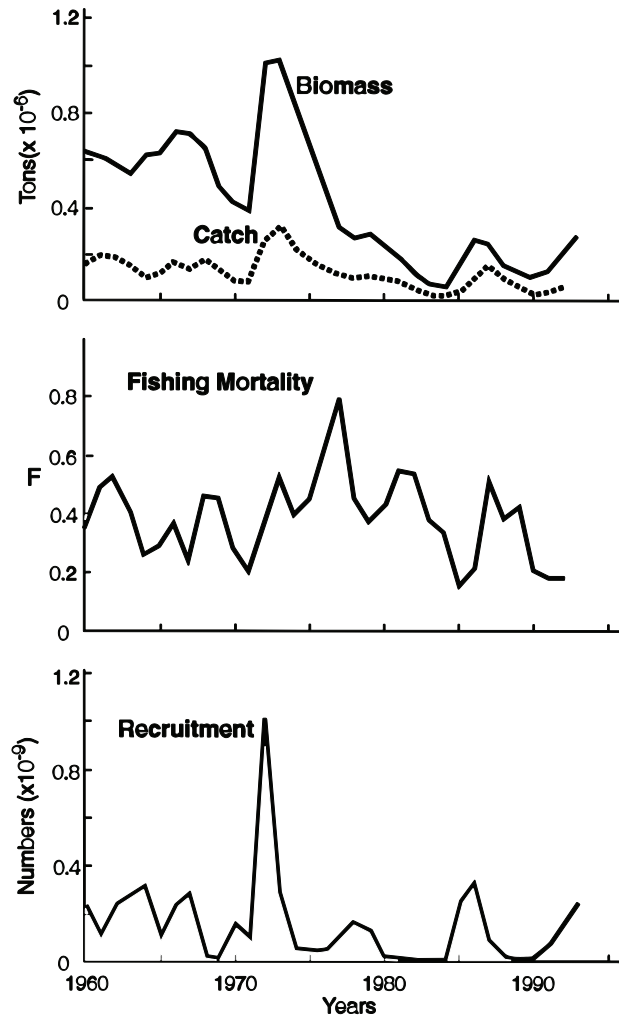 1.2
Biomass
0.8
Tons(x 10-6)
0.4
Catch
0
Fishing Mortality
0.8
0.6
F
0.4
0.2
0
1.2
Recruitment
0.8
Numbers (x10-9)
0.4
0
1960 1970 1980 1990
Years